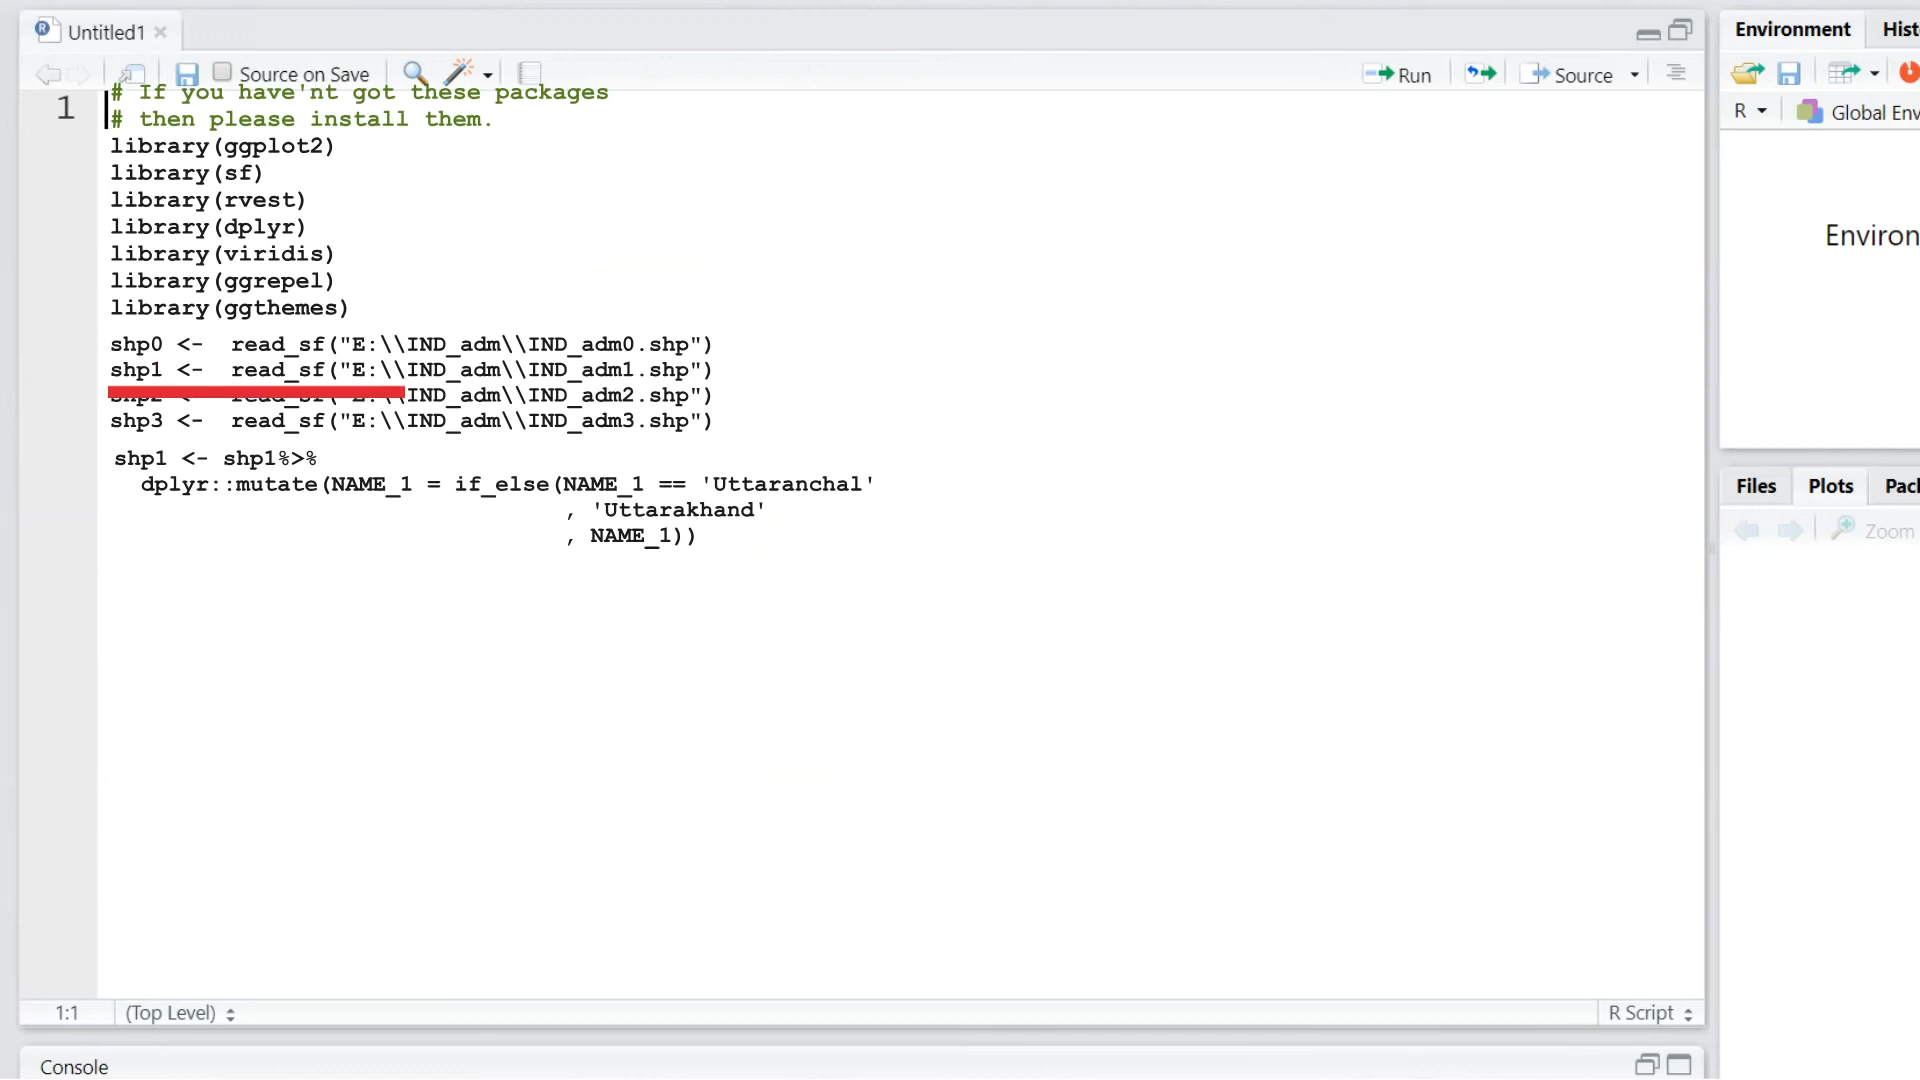 Untitled1
Source on Save
Run
Source
1
# If you have'nt got these packages
# then please install them.
library(ggplot2)
library(sf)
library(rvest)
library(dplyr)
library(viridis)
library(ggrepel)
library(ggthemes)
shp0 <-  read_sf("E:\\IND_adm\\IND_adm0.shp")
shp1 <-  read_sf("E:\\IND_adm\\IND_adm1.shp")
shp2 <-  read_sf("E:\\IND_adm\\IND_adm2.shp")
shp3 <-  read_sf("E:\\IND_adm\\IND_adm3.shp")
shp1 <- shp1%>%
dplyr::mutate(NAME_1 = if_else(NAME_1 == 'Uttaranchal'
, 'Uttarakhand'
, NAME_1))
1:1
(Top Level)
R Script
Console
Environment
Hist
R
Global Env
Environ
Files
Plots
Pack
Zoom